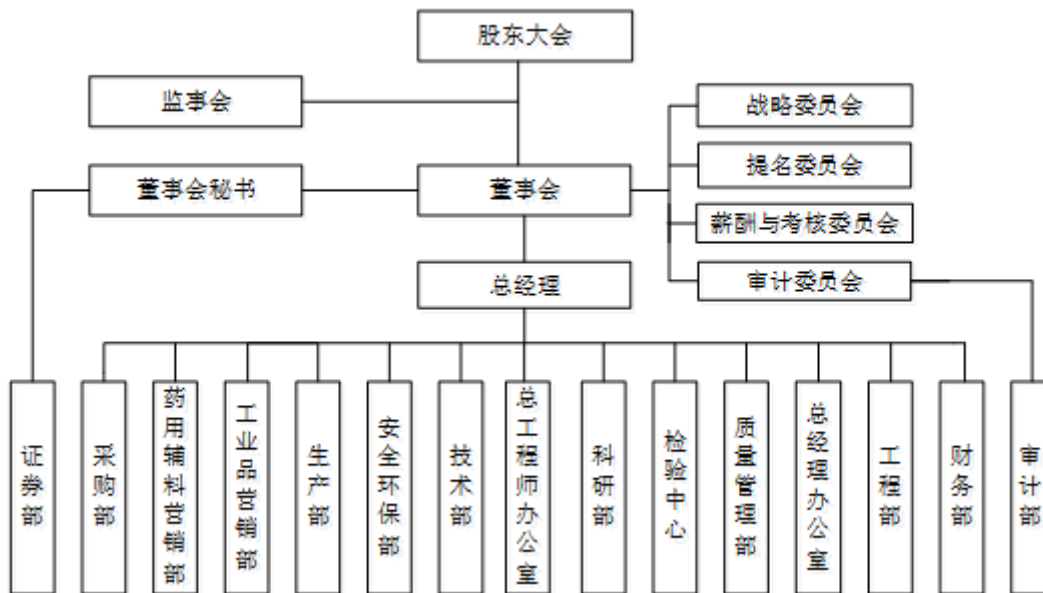 股东大会
监事会
战略委员会
提名委员会
董事会秘书
董事会
薪酬与考核委员会
总经理
审计委员会
证券部
采购部
药用辅料营销部
工业品营销部
生产部
安全环保部
技术部
总工程师办公室
科研部
检验中心
质量管理部
总经理办公室
工程部
财务部
审计部